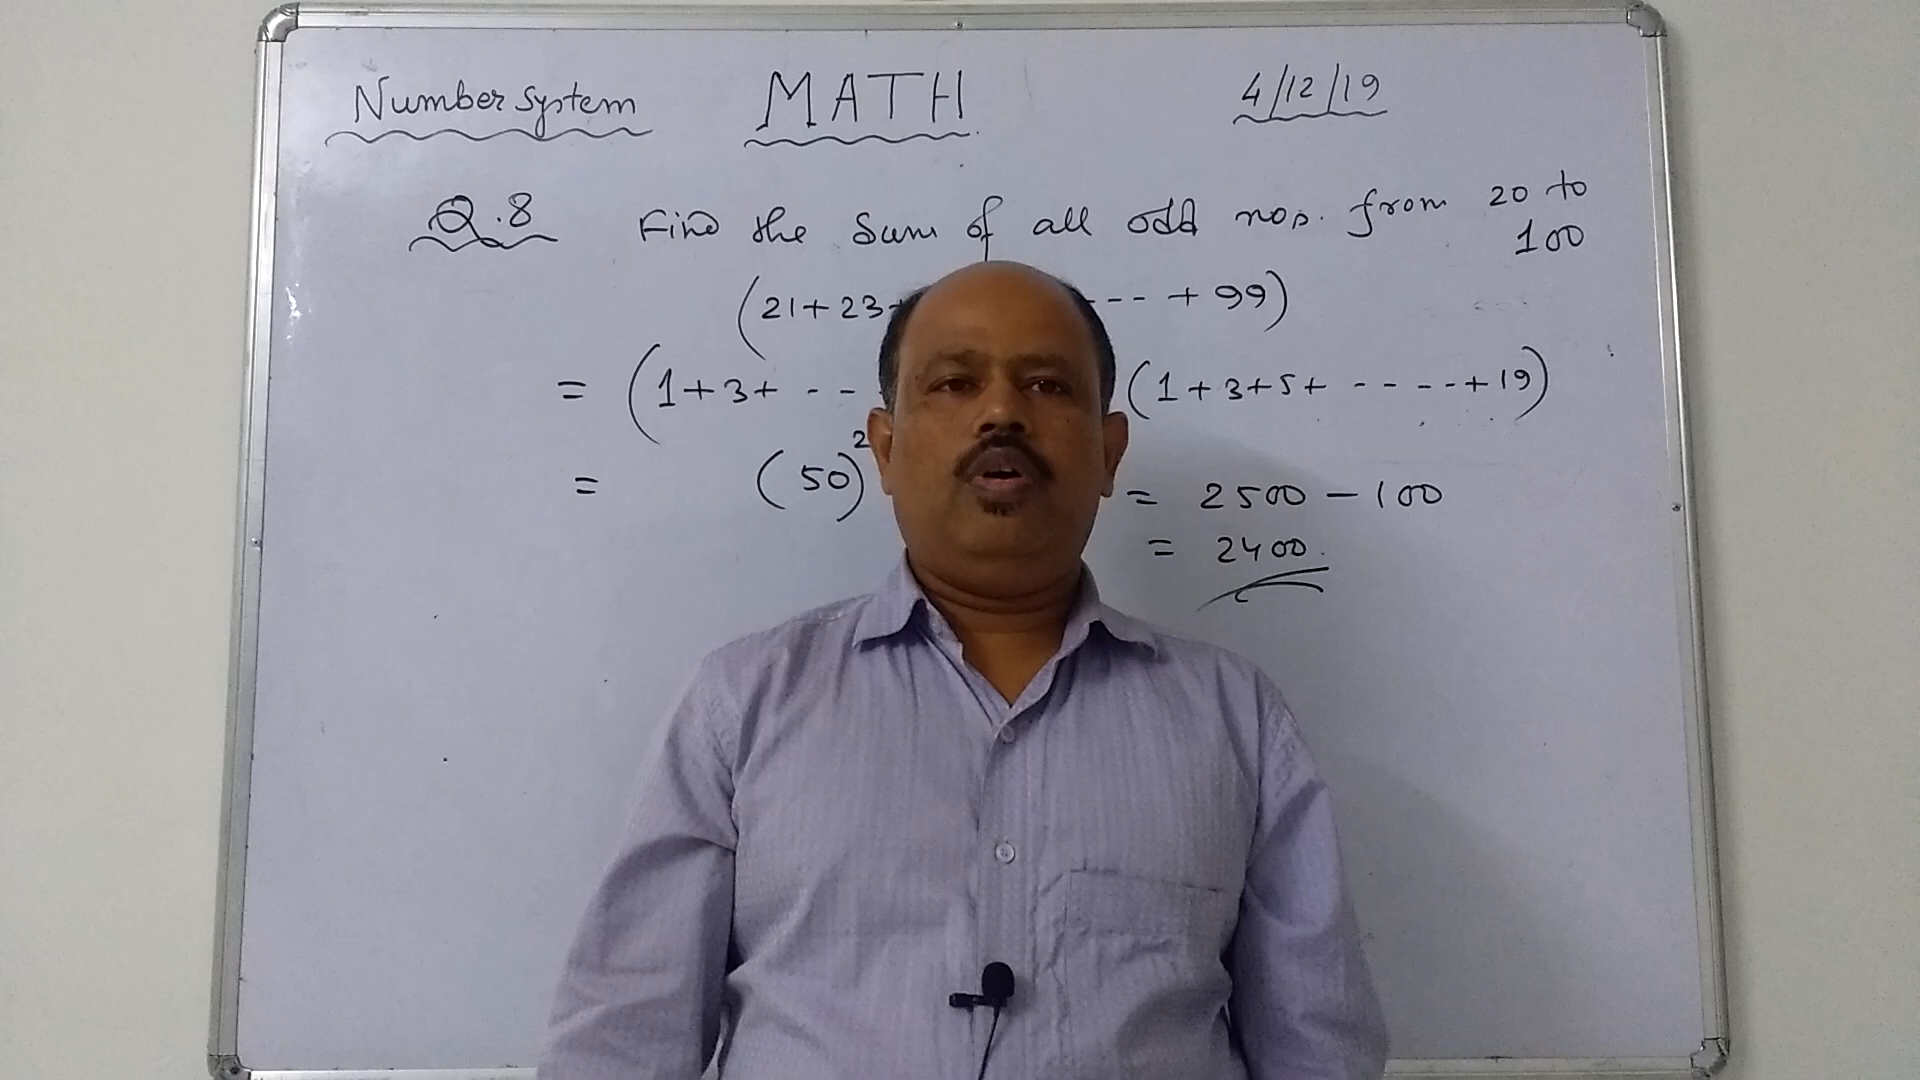 Number system MATH 4/12/19
Q.8 Find the Sum of all odd nos. from 20 to
100
(21+23+ --- + 99)
= (1+3+ -- (1+3+5+ -----+19)
= (50)² = 2500 - 100
= 2400.